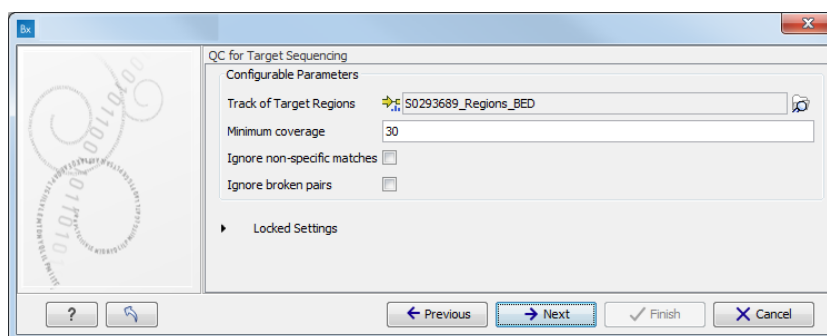 Bx
QC for Target Sequencing
Configurable Parameters
Track of Target Regions S0293689_Regions_BED
Minimum coverage 30
Ignore non-specific matches
Ignore broken pairs
Locked Settings
? Previous Next Finish Cancel